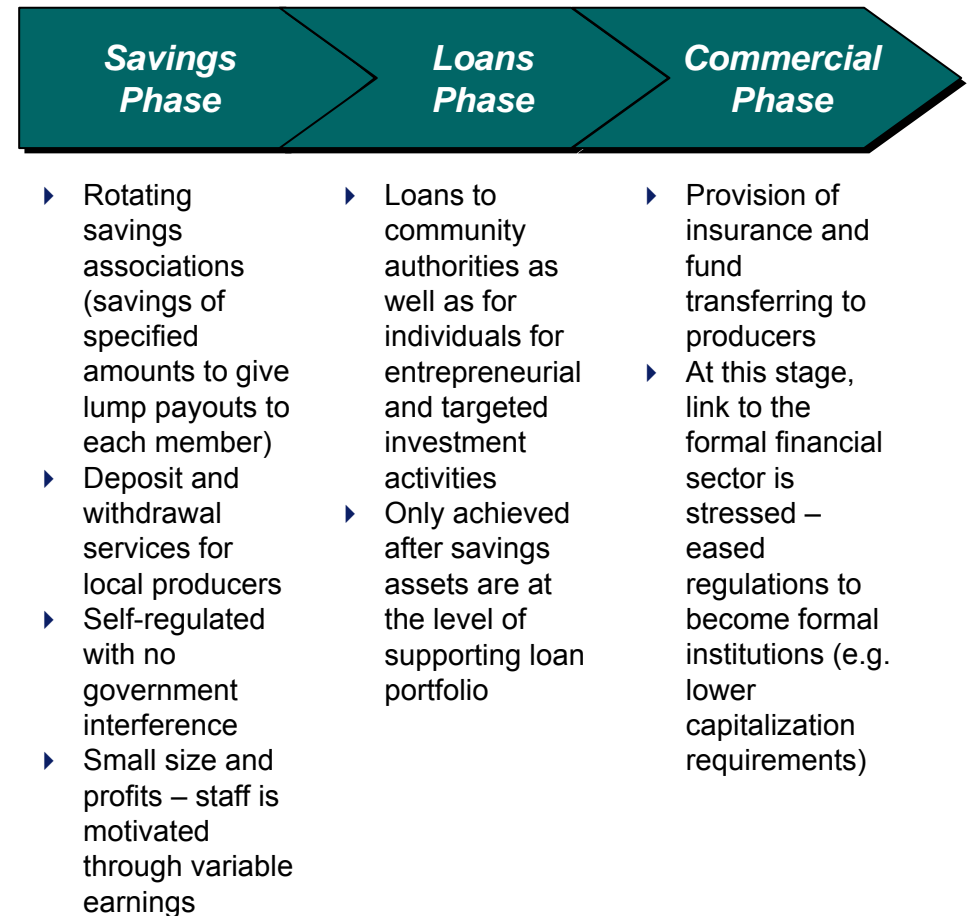 Savings
Phase
Loans
Phase
Commercial
Phase
Rotating
savings
associations
(savings of
specified
amounts to give
lump payouts to
each member)
Deposit and
withdrawal
services for
local producers
Self-regulated
with no
government
interference
Small size and
profits – staff is
motivated
through variable
earnings
Loans to
community
authorities as
well as for
individuals for
entrepreneurial
and targeted
investment
activities
Only achieved
after savings
assets are at
the level of
supporting loan
portfolio
Provision of
insurance and
fund
transferring to
producers
At this stage,
link to the
formal financial
sector is
stressed –
eased
regulations to
become formal
institutions (e.g.
lower
capitalization
requirements)